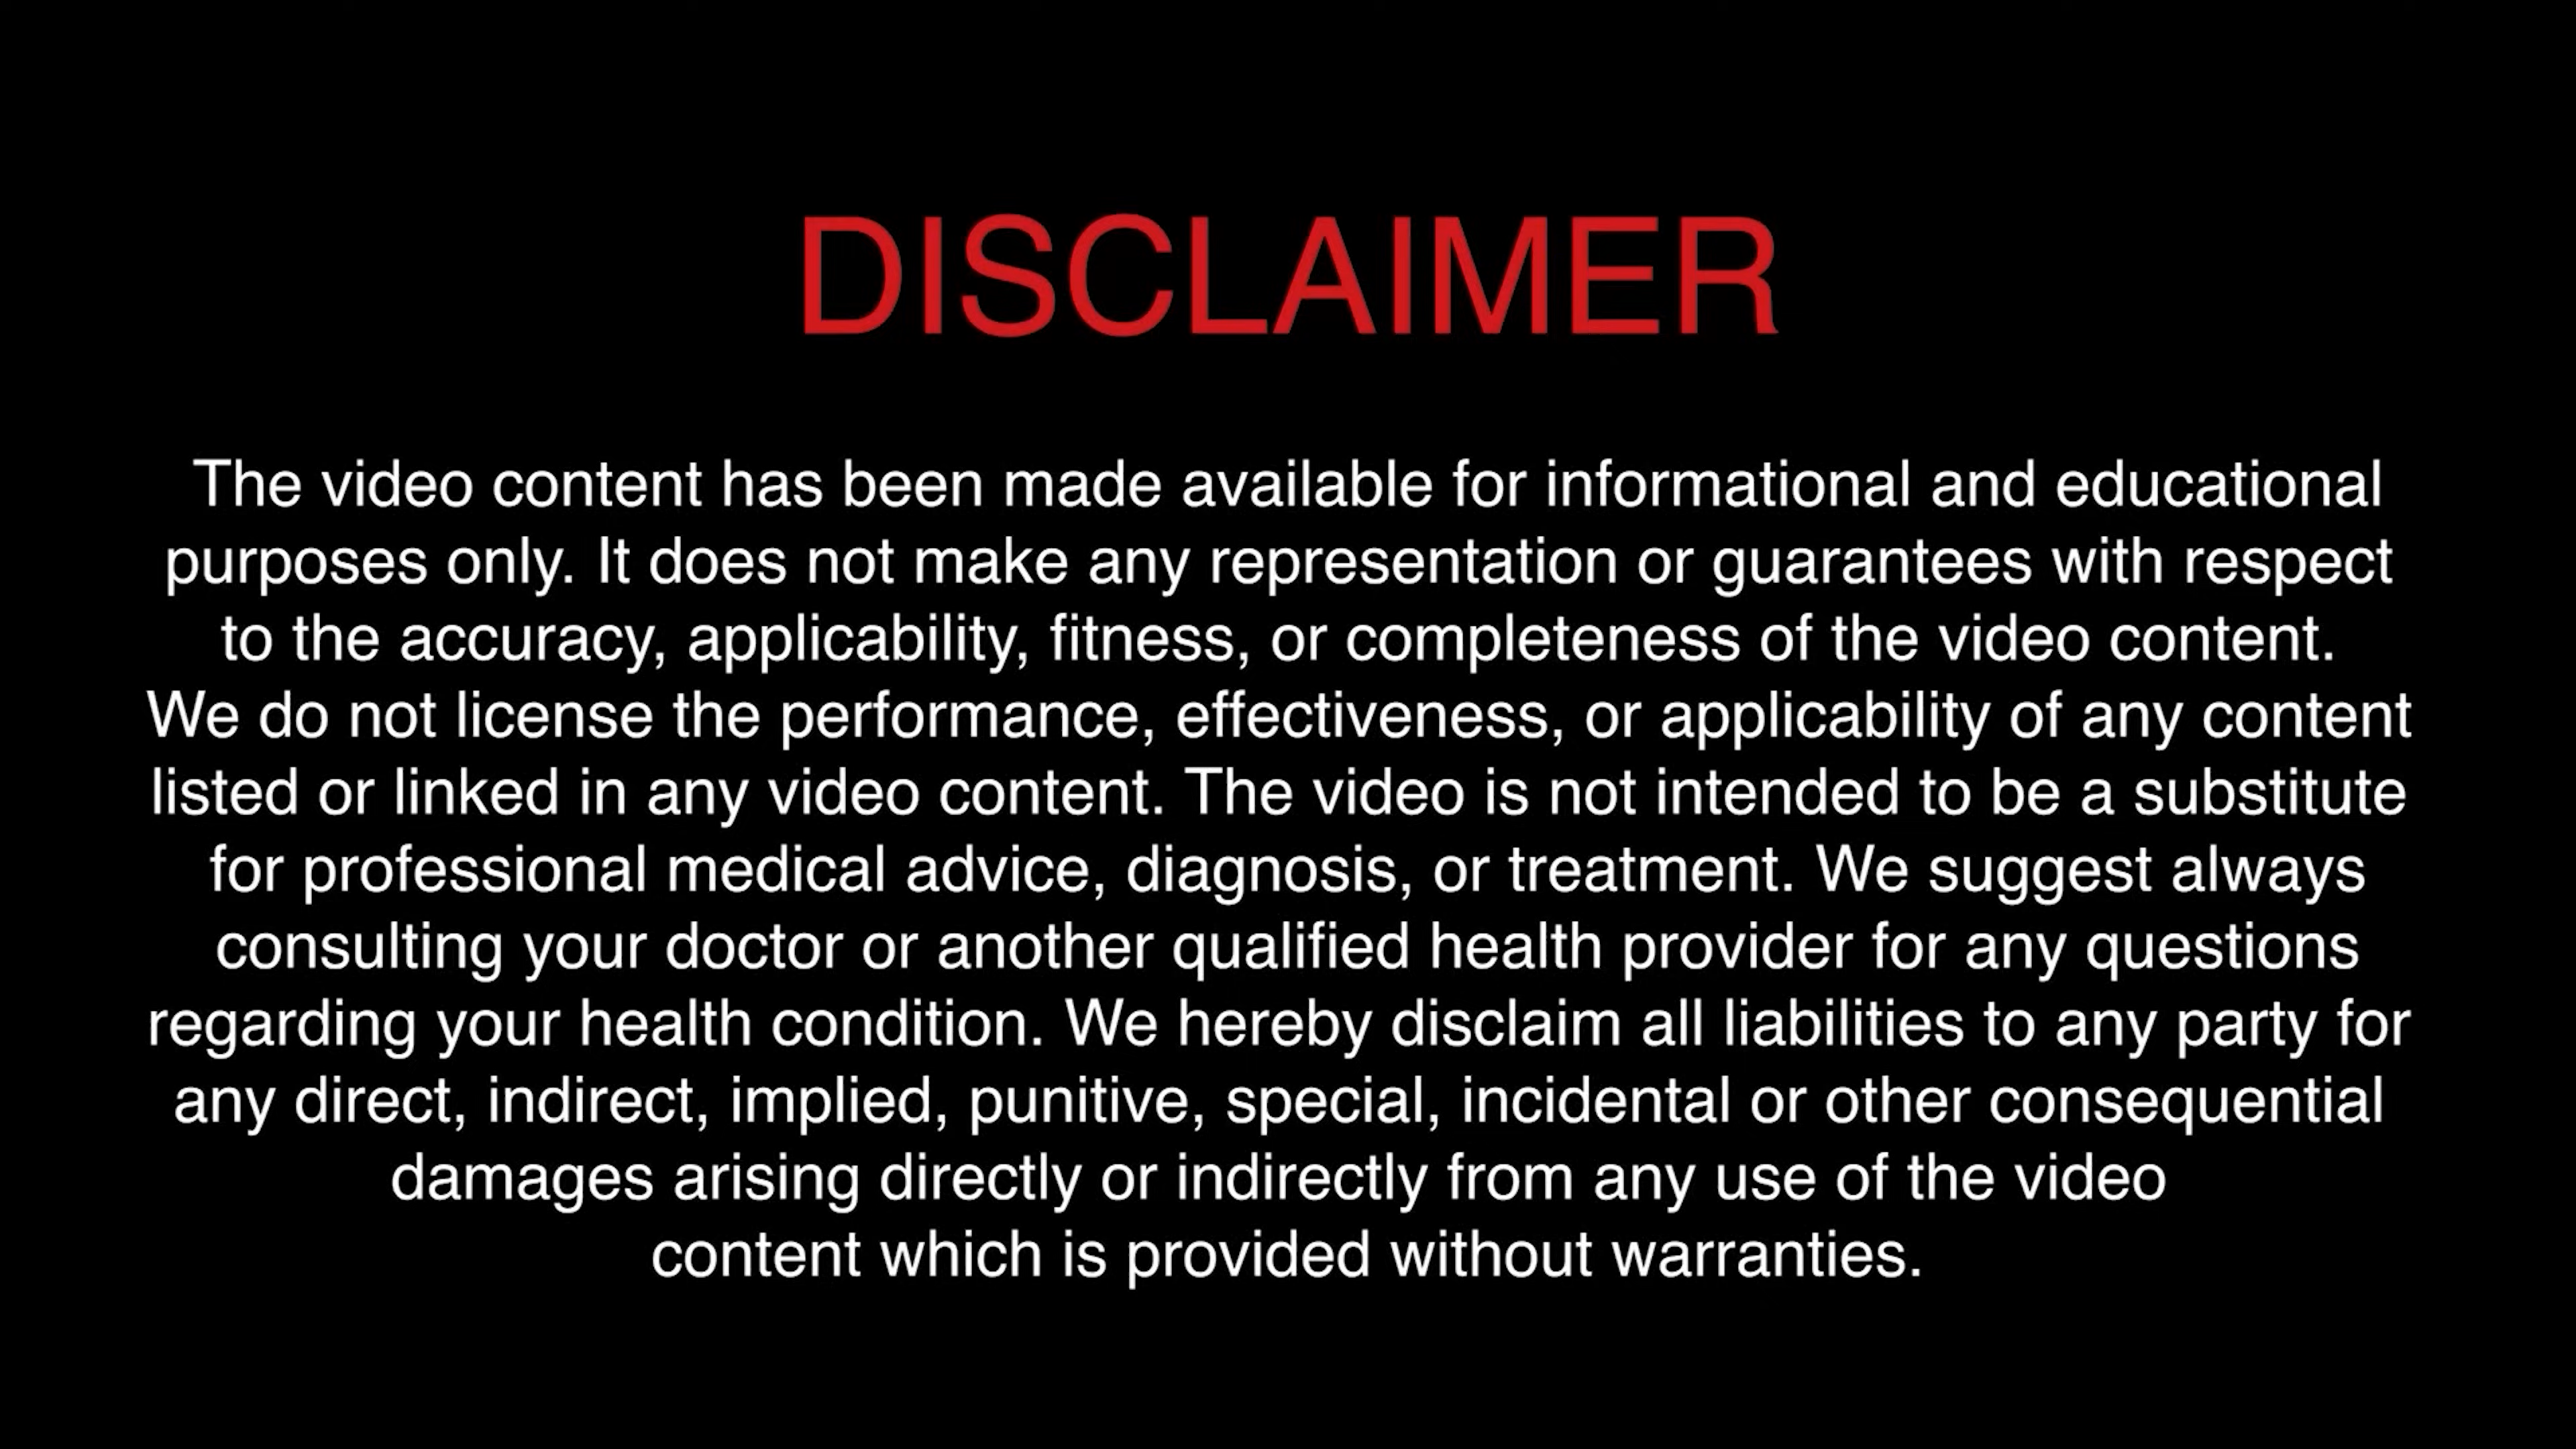 DISCLAIMER
The video content has been made available for informational and educational
purposes only. It does not make any representation or guarantees with respect
to the accuracy, applicability, fitness, or completeness of the video content.
We do not license the performance, effectiveness, or applicability of any content
listed or linked in any video content. The video is not intended to be a substitute
for professional medical advice, diagnosis, or treatment. We suggest always
consulting your doctor or another qualified health provider for any questions
regarding your health condition. We hereby disclaim all liabilities to any party for
any direct, indirect, implied, punitive, special, incidental or other consequential
damages arising directly or indirectly from any use of the video
content which is provided without warranties.